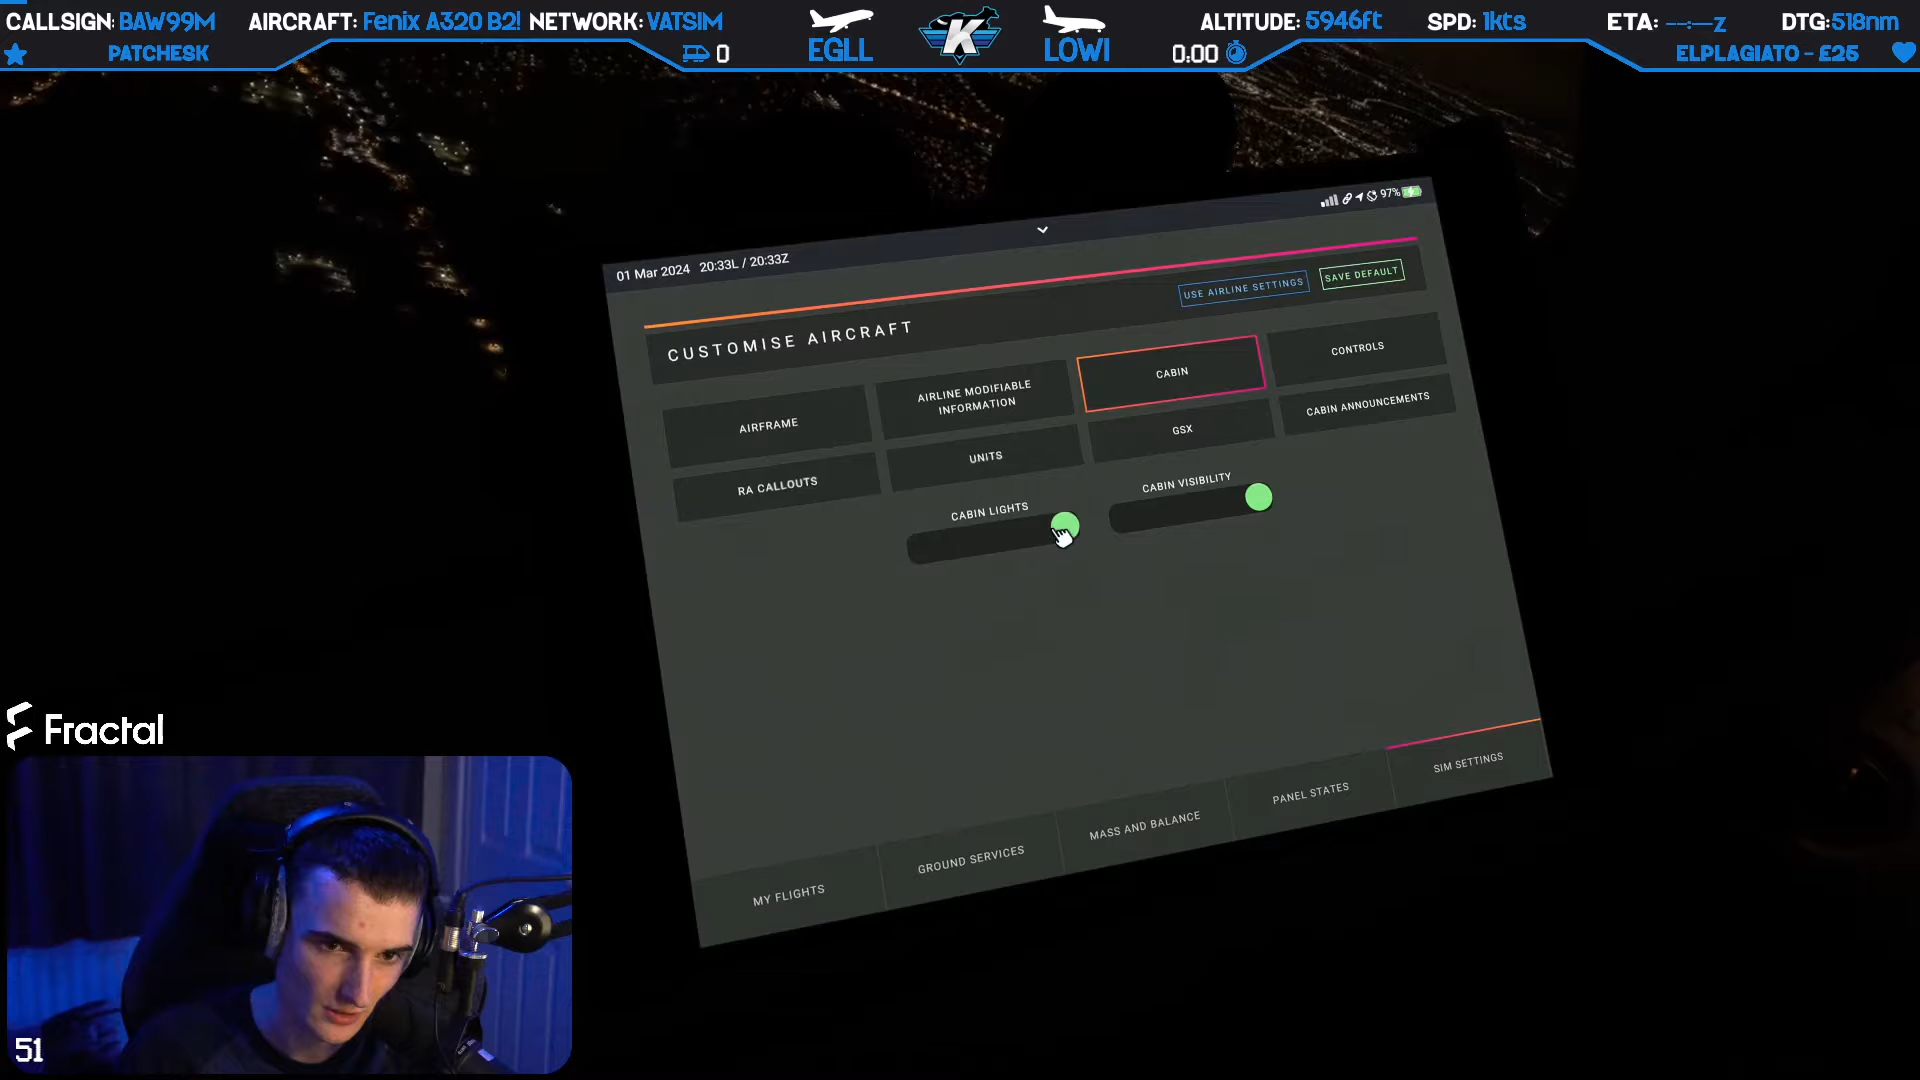 CALLSIGN: BAW99M
AIRCRAFT: Fenix A320 B2!
NETWORK: VATSIM
EGLL
K
LOWI
ALTITUDE: 5946ft
SPD: 1kts
ETA: --:--Z
DTG:518nm
PATCHESK
0
0:00
ELPLAGIATO - £25
97%
01 Mar 2024 20:33L / 20:33Z
USE AIRLINE SETTINGS
SAVE DEFAULT
CUSTOMISE AIRCRAFT
AIRFRAME
AIRLINE MODIFIABLE
INFORMATION
CABIN
CONTROLS
RA CALLOUTS
UNITS
GSX
CABIN ANNOUNCEMENTS
CABIN LIGHTS
CABIN VISIBILITY
MY FLIGHTS
GROUND SERVICES
MASS AND BALANCE
PANEL STATES
SIM SETTINGS
Fractal
51